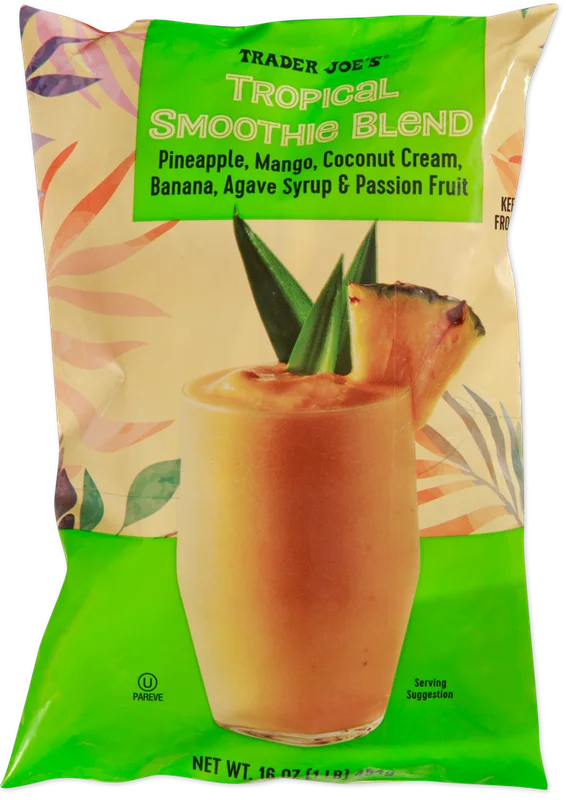 TRADER JOE'S®
TROPICAL
SMOOTHIE BLEND
Pineapple, Mango, Coconut Cream,
Banana, Agave Syrup & Passion Fruit
U
PAREVE
Serving
Suggestion
NET WT. 16 OZ (1 LB) 454g